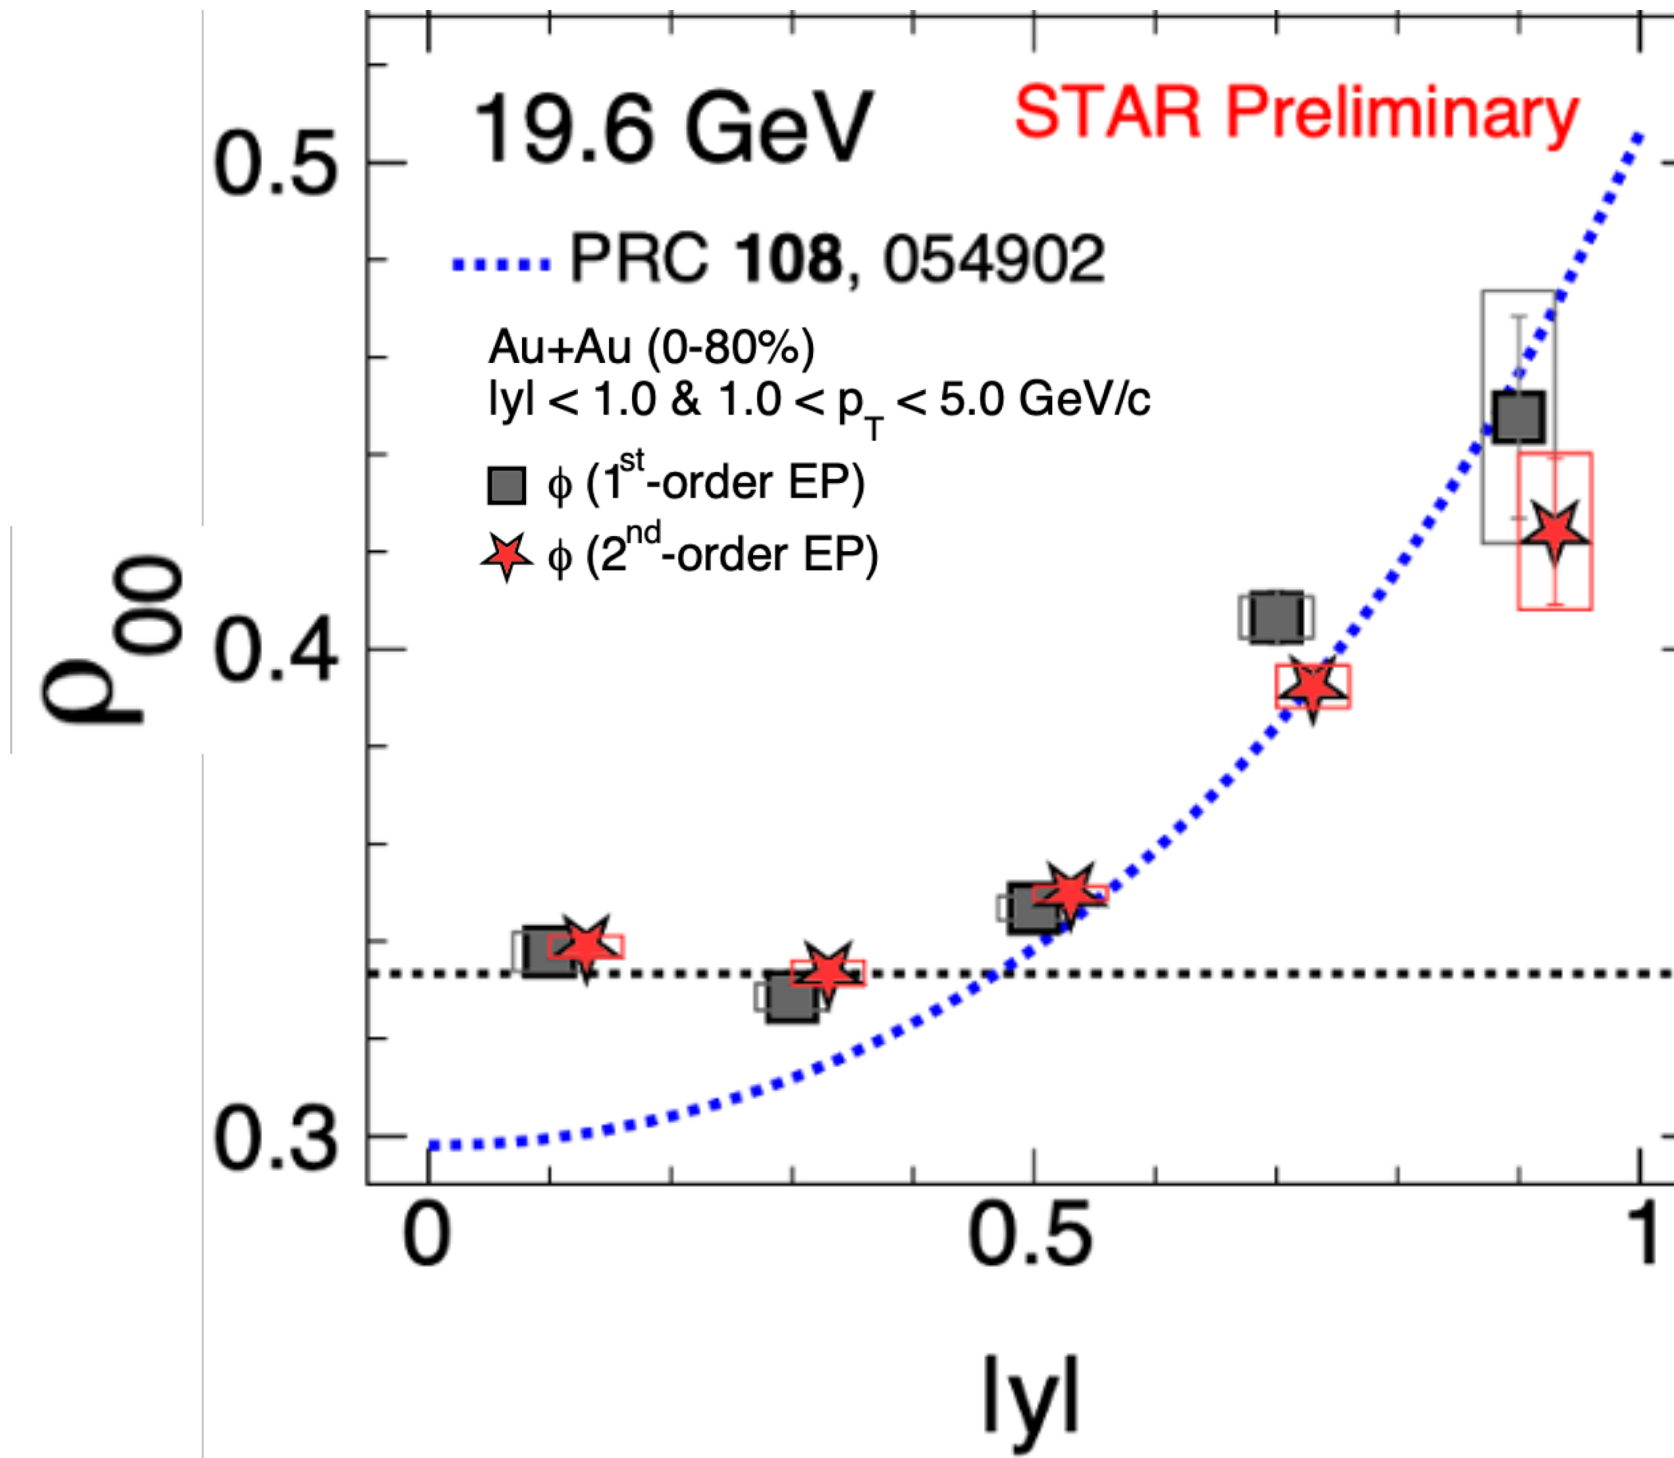 19.6 GeV
STAR Preliminary
PRC 108, 054902
Au+Au (0-80%)
|y| < 1.0 & 1.0 < p_T < 5.0 GeV/c
ϕ (1st-order EP)
ϕ (2nd-order EP)
ρ00
0.5
0.4
0.3
0
0.5
1
|y|